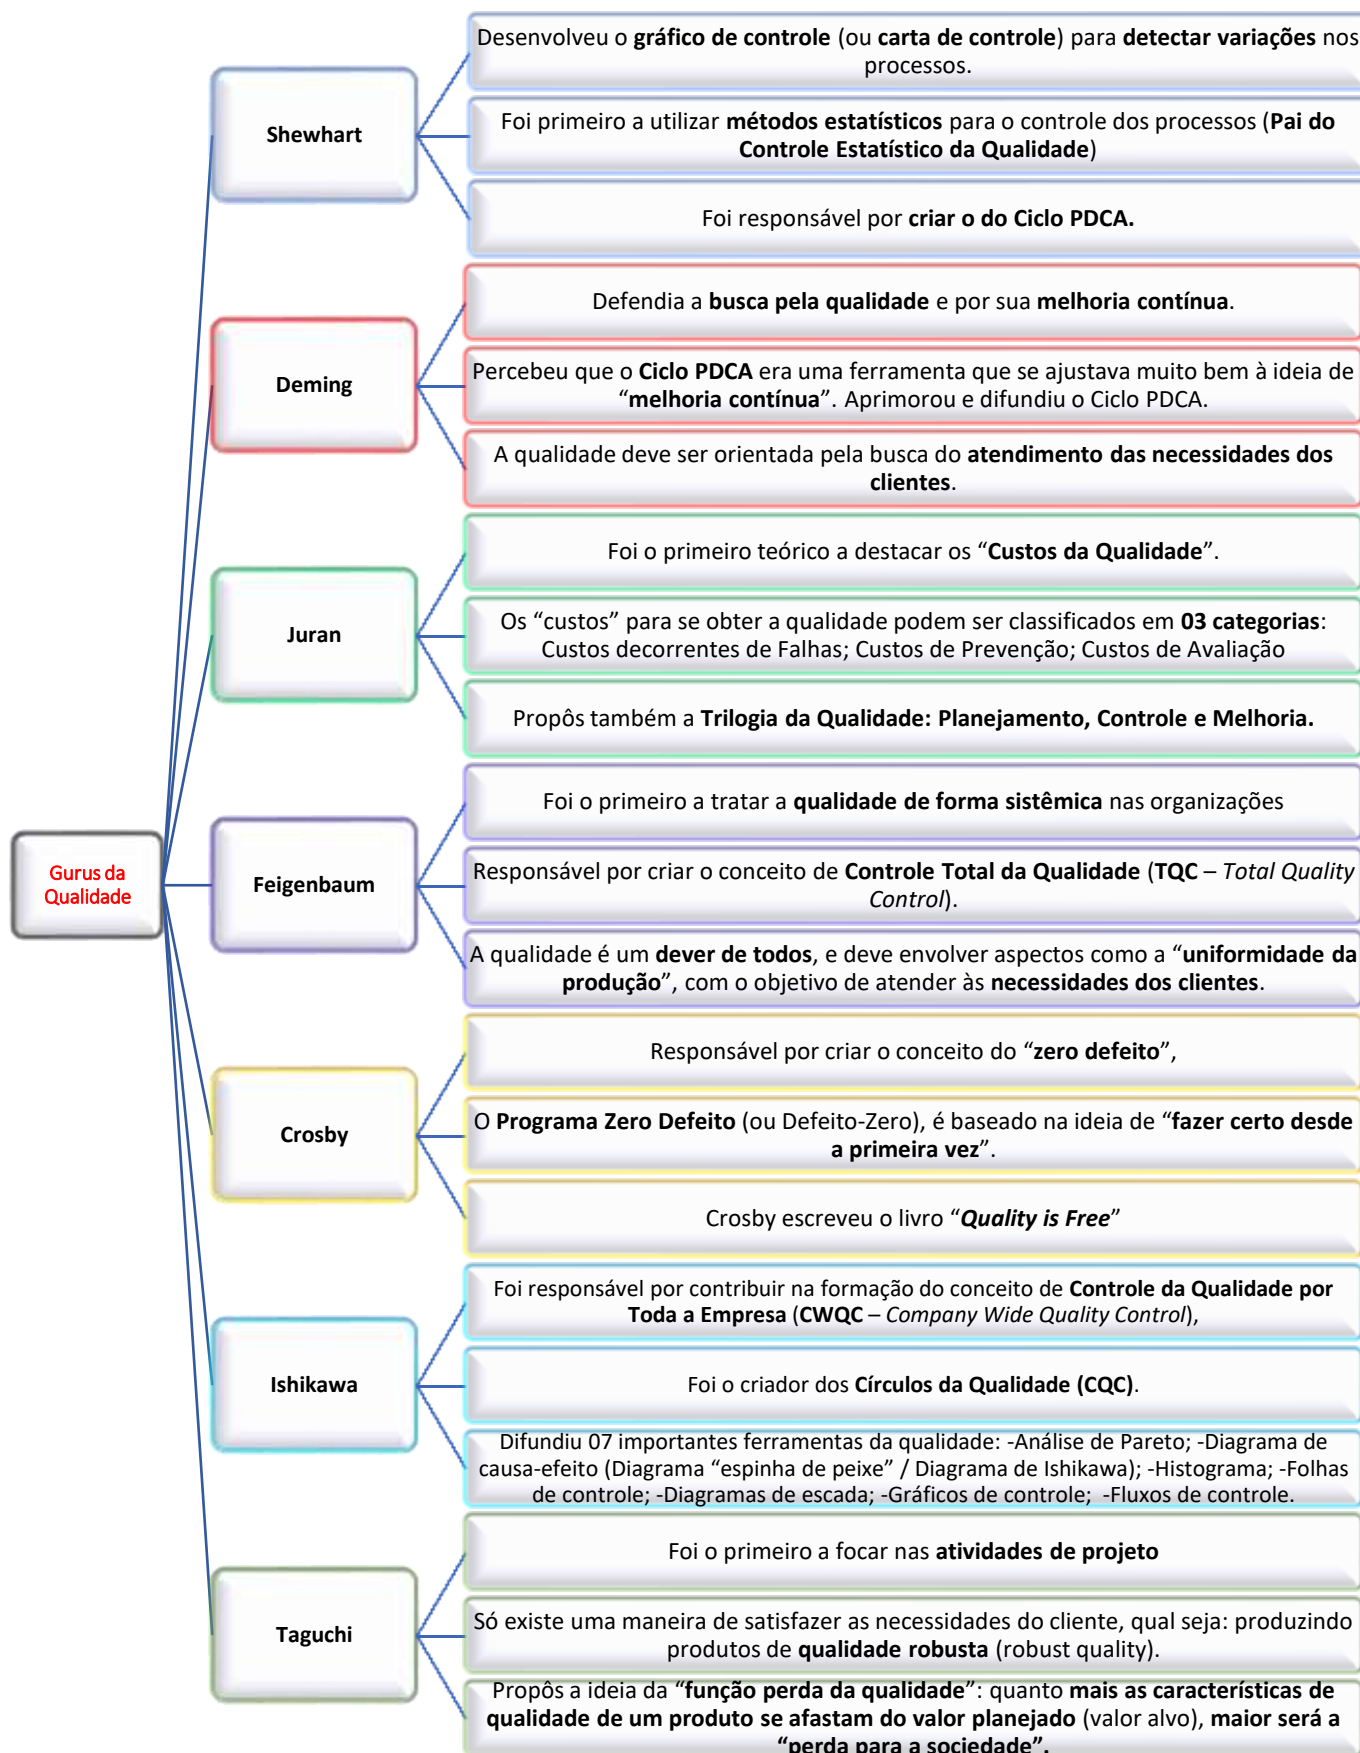 Gurus da
Qualidade
Shewhart
Desenvolveu o gráfico de controle (ou carta de controle) para detectar variações nos
processos.
Foi primeiro a utilizar métodos estatísticos para o controle dos processos (Pai do
Controle Estatístico da Qualidade)
Foi responsável por criar o do Ciclo PDCA.
Deming
Defendia a busca pela qualidade e por sua melhoria contínua.
Percebeu que o Ciclo PDCA era uma ferramenta que se ajustava muito bem à ideia de
“melhoria contínua”. Aprimorou e difundiu o Ciclo PDCA.
A qualidade deve ser orientada pela busca do atendimento das necessidades dos
clientes.
Juran
Foi o primeiro teórico a destacar os “Custos da Qualidade”.
Os “custos” para se obter a qualidade podem ser classificados em 03 categorias:
Custos decorrentes de Falhas; Custos de Prevenção; Custos de Avaliação
Propôs também a Trilogia da Qualidade: Planejamento, Controle e Melhoria.
Feigenbaum
Foi o primeiro a tratar a qualidade de forma sistêmica nas organizações
Responsável por criar o conceito de Controle Total da Qualidade (TQC – Total Quality
Control).
A qualidade é um dever de todos, e deve envolver aspectos como a “uniformidade da
produção”, com o objetivo de atender às necessidades dos clientes.
Crosby
Responsável por criar o conceito do “zero defeito”,
O Programa Zero Defeito (ou Defeito-Zero), é baseado na ideia de “fazer certo desde
a primeira vez”.
Crosby escreveu o livro “Quality is Free”
Ishikawa
Foi responsável por contribuir na formação do conceito de Controle da Qualidade por
Toda a Empresa (CWQC – Company Wide Quality Control),
Foi o criador dos Círculos da Qualidade (CQC).
Difundiu 07 importantes ferramentas da qualidade: -Análise de Pareto; -Diagrama de
causa-efeito (Diagrama “espinha de peixe” / Diagrama de Ishikawa); -Histograma; -Folhas
de controle; -Diagramas de escada; -Gráficos de controle; -Fluxos de controle.
Taguchi
Foi o primeiro a focar nas atividades de projeto
Só existe uma maneira de satisfazer as necessidades do cliente, qual seja: produzindo
produtos de qualidade robusta (robust quality).
Propôs a ideia da “função perda da qualidade”: quanto mais as características de
qualidade de um produto se afastam do valor planejado (valor alvo), maior será a
“perda para a sociedade”.